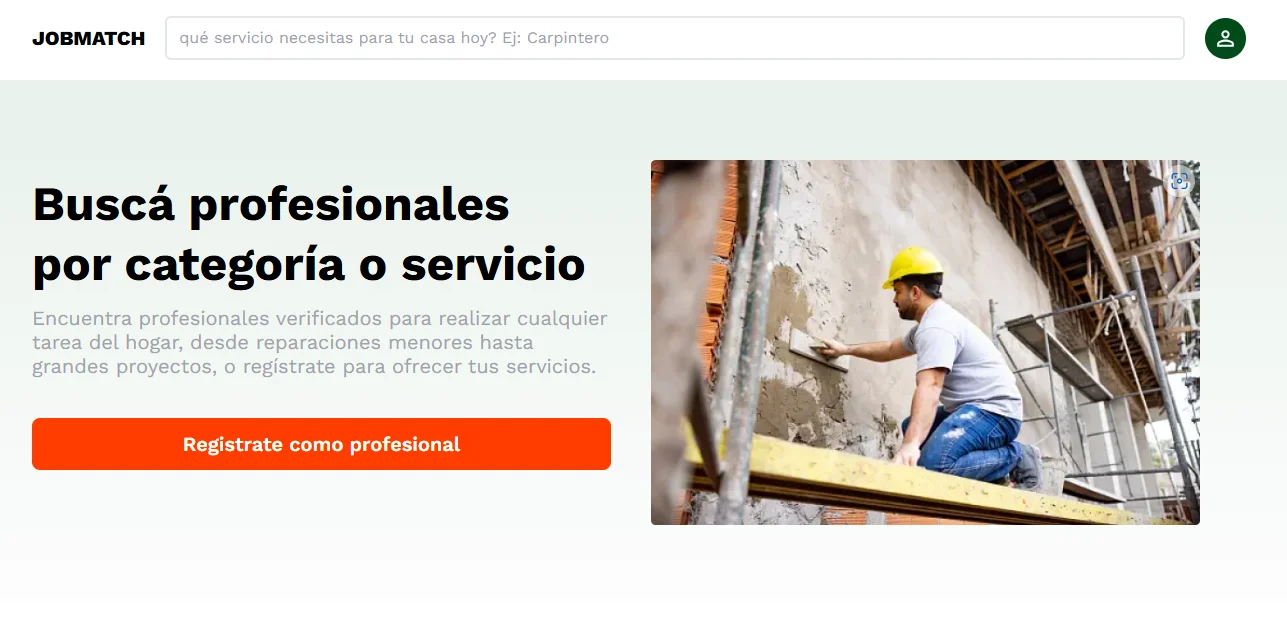 JOBMATCH
qué servicio necesitas para tu casa hoy? Ej: Carpintero
Buscá profesionales
por categoría o servicio
Encuentra profesionales verificados para realizar cualquier
tarea del hogar, desde reparaciones menores hasta
grandes proyectos, o regístrate para ofrecer tus servicios.
Registrate como profesional